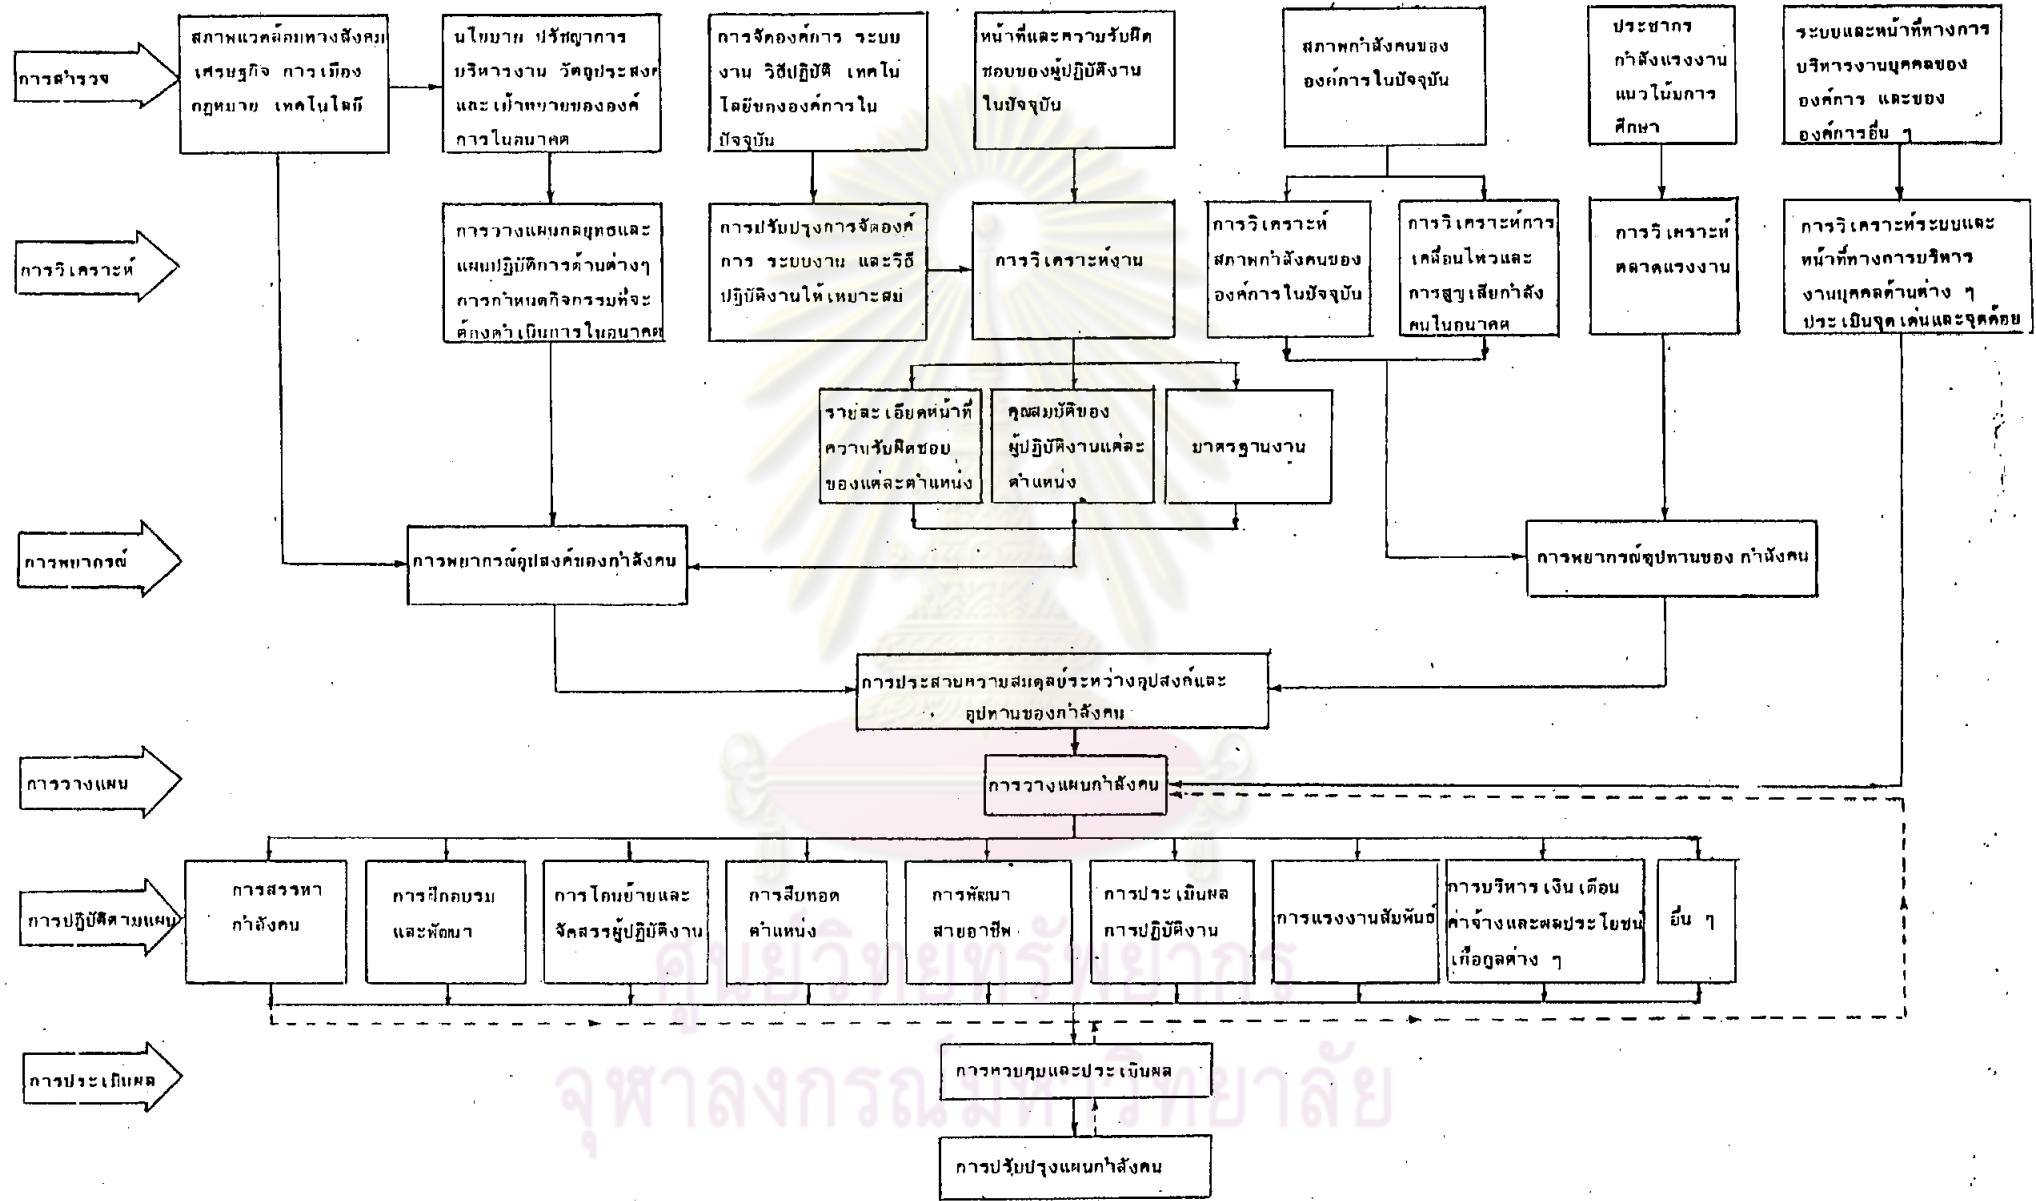 การสำรวจ
สภาพแวดล้อมทางสังคม
เศรษฐกิจ การเมือง
กฎหมาย เทคโนโลยี
นโยบาย ปรัชญาการ
บริหารงาน วัตถุประสงค์
และเป้าหมายขององค์
การในอนาคต
การจัดองค์การ ระบบ
งาน วิธีปฏิบัติ เทคโน
โลยีขององค์การใน
ปัจจุบัน
หน้าที่และความรับผิด
ชอบของผู้ปฏิบัติงาน
ในปัจจุบัน
สภาพกำลังคนของ
องค์การในปัจจุบัน
ประชากร
กำลังแรงงาน
แนวโน้มการ
ศึกษา
ระบบและหน้าที่ทางการ
บริหารงานบุคคลของ
องค์การ และของ
องค์การอื่น ๆ
การวิเคราะห์
การวางแผนกลยุทธและ
แผนปฏิบัติการด้านต่างๆ
การกำหนดกิจกรรมที่จะ
ต้องดำเนินการในอนาคต
การปรับปรุงการจัดองค์
การ ระบบงาน และวิธี
ปฏิบัติงานให้เหมาะสม
การวิเคราะห์งาน
การวิเคราะห์
สภาพกำลังคนของ
องค์การในปัจจุบัน
การวิเคราะห์การ
เคลื่อนไหวและ
การสูญเสียกำลัง
คนในอนาคต
การวิเคราะห์
ตลาดแรงงาน
การวิเคราะห์ระบบและ
หน้าที่ทางการบริหาร
งานบุคคลด้านต่าง ๆ
ประเมินจุดเด่นและจุดด้อย
รายละเอียดหน้าที่
ความรับผิดชอบ
ของแต่ละตำแหน่ง
คุณสมบัติของ
ผู้ปฏิบัติงานแต่ละ
ตำแหน่ง
มาตรฐานงาน
การพยากรณ์
การพยากรณ์อุปสงค์ของกำลังคน
การพยากรณ์อุปทานของ กำลังคน
การประสานความสมดุลย์ระหว่างอุปสงค์และ
อุปทานของกำลังคน
การวางแผน
การวางแผนกำลังคน
การปฏิบัติตามแผน
การสรรหา
กำลังคน
การฝึกอบรม
และพัฒนา
การโยกย้ายและ
จัดสรรผู้ปฏิบัติงาน
การสืบทอด
ตำแหน่ง
การพัฒนา
สายอาชีพ
การประเมินผล
การปฏิบัติงาน
การแรงงานสัมพันธ์
การบริหารเงินเดือน
ค่าจ้างและผลประโยชน์
เกื้อกูลต่าง ๆ
อื่น ๆ
ศูนย์วิทยทรัพยากร
จุฬาลงกรณ์มหาวิทยาลัย
การประเมินผล
การควบคุมและประเมินผล
การปรับปรุงแผนกำลังคน